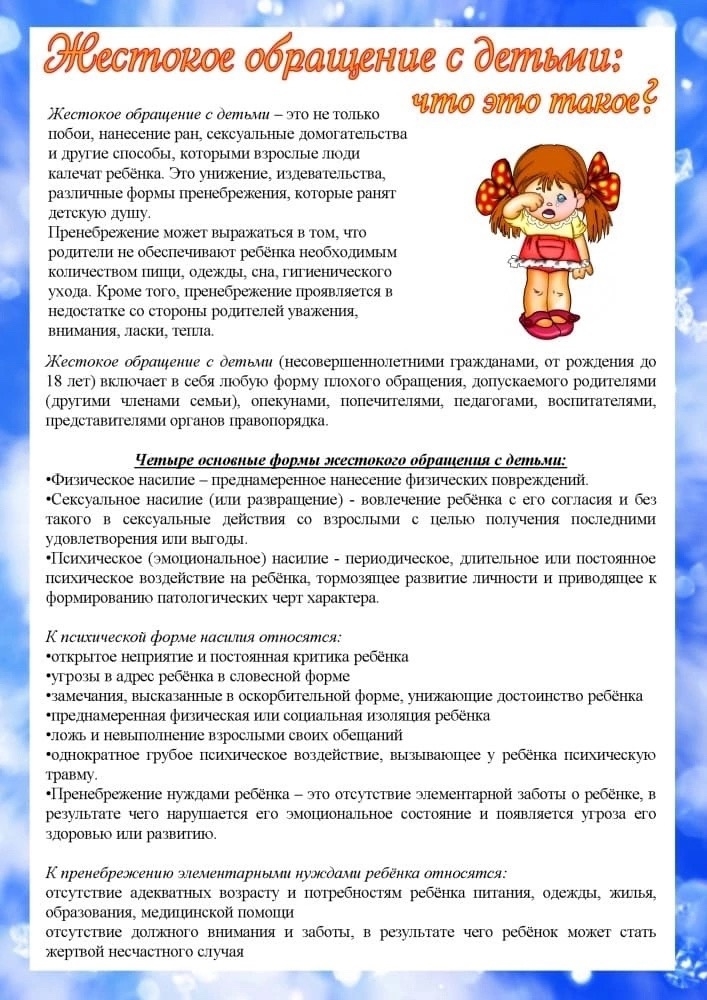 Жестокое обращение с детьми:
что это такое?
Жестокое обращение с детьми – это не только
побои, нанесение ран, сексуальные домогательства
и другие способы, которыми взрослые люди
калечат ребёнка. Это унижение, издевательства,
различные формы пренебрежения, которые ранят
детскую душу.
Пренебрежение может выражаться в том, что
родители не обеспечивают ребёнка необходимым
количеством пищи, одежды, сна, гигиенического
ухода. Кроме того, пренебрежение проявляется в
недостатке со стороны родителей уважения,
внимания, ласки, тепла.
Жестокое обращение с детьми (несовершеннолетними гражданами, от рождения до
18 лет) включает в себя любую форму плохого обращения, допускаемого родителями
(другими членами семьи), опекунами, попечителями, педагогами, воспитателями,
представителями органов правопорядка.
Четыре основные формы жестокого обращения с детьми:
•Физическое насилие – преднамеренное нанесение физических повреждений.
•Сексуальное насилие (или развращение) - вовлечение ребёнка с его согласия и без
такого в сексуальные действия со взрослыми с целью получения последними
удовлетворения или выгоды.
•Психическое (эмоциональное) насилие - периодическое, длительное или постоянное
психическое воздействие на ребёнка, тормозящее развитие личности и приводящее к
формированию патологических черт характера.
К психической форме насилия относятся:
•открытое неприятие и постоянная критика ребёнка
•угрозы в адрес ребёнка в словесной форме
•замечания, высказанные в оскорбительной форме, унижающие достоинство ребёнка
•преднамеренная физическая или социальная изоляция ребёнка
•ложь и невыполнение взрослыми своих обещаний
•однократное грубое психическое воздействие, вызывающее у ребёнка психическую
травму.
•Пренебрежение нуждами ребёнка – это отсутствие элементарной заботы о ребёнке, в
результате чего нарушается его эмоциональное состояние и появляется угроза его
здоровью или развитию.
К пренебрежению элементарными нуждами ребёнка относятся:
отсутствие адекватных возрасту и потребностям ребёнка питания, одежды, жилья,
образования, медицинской помощи
отсутствие должного внимания и заботы, в результате чего ребёнок может стать
жертвой несчастного случая